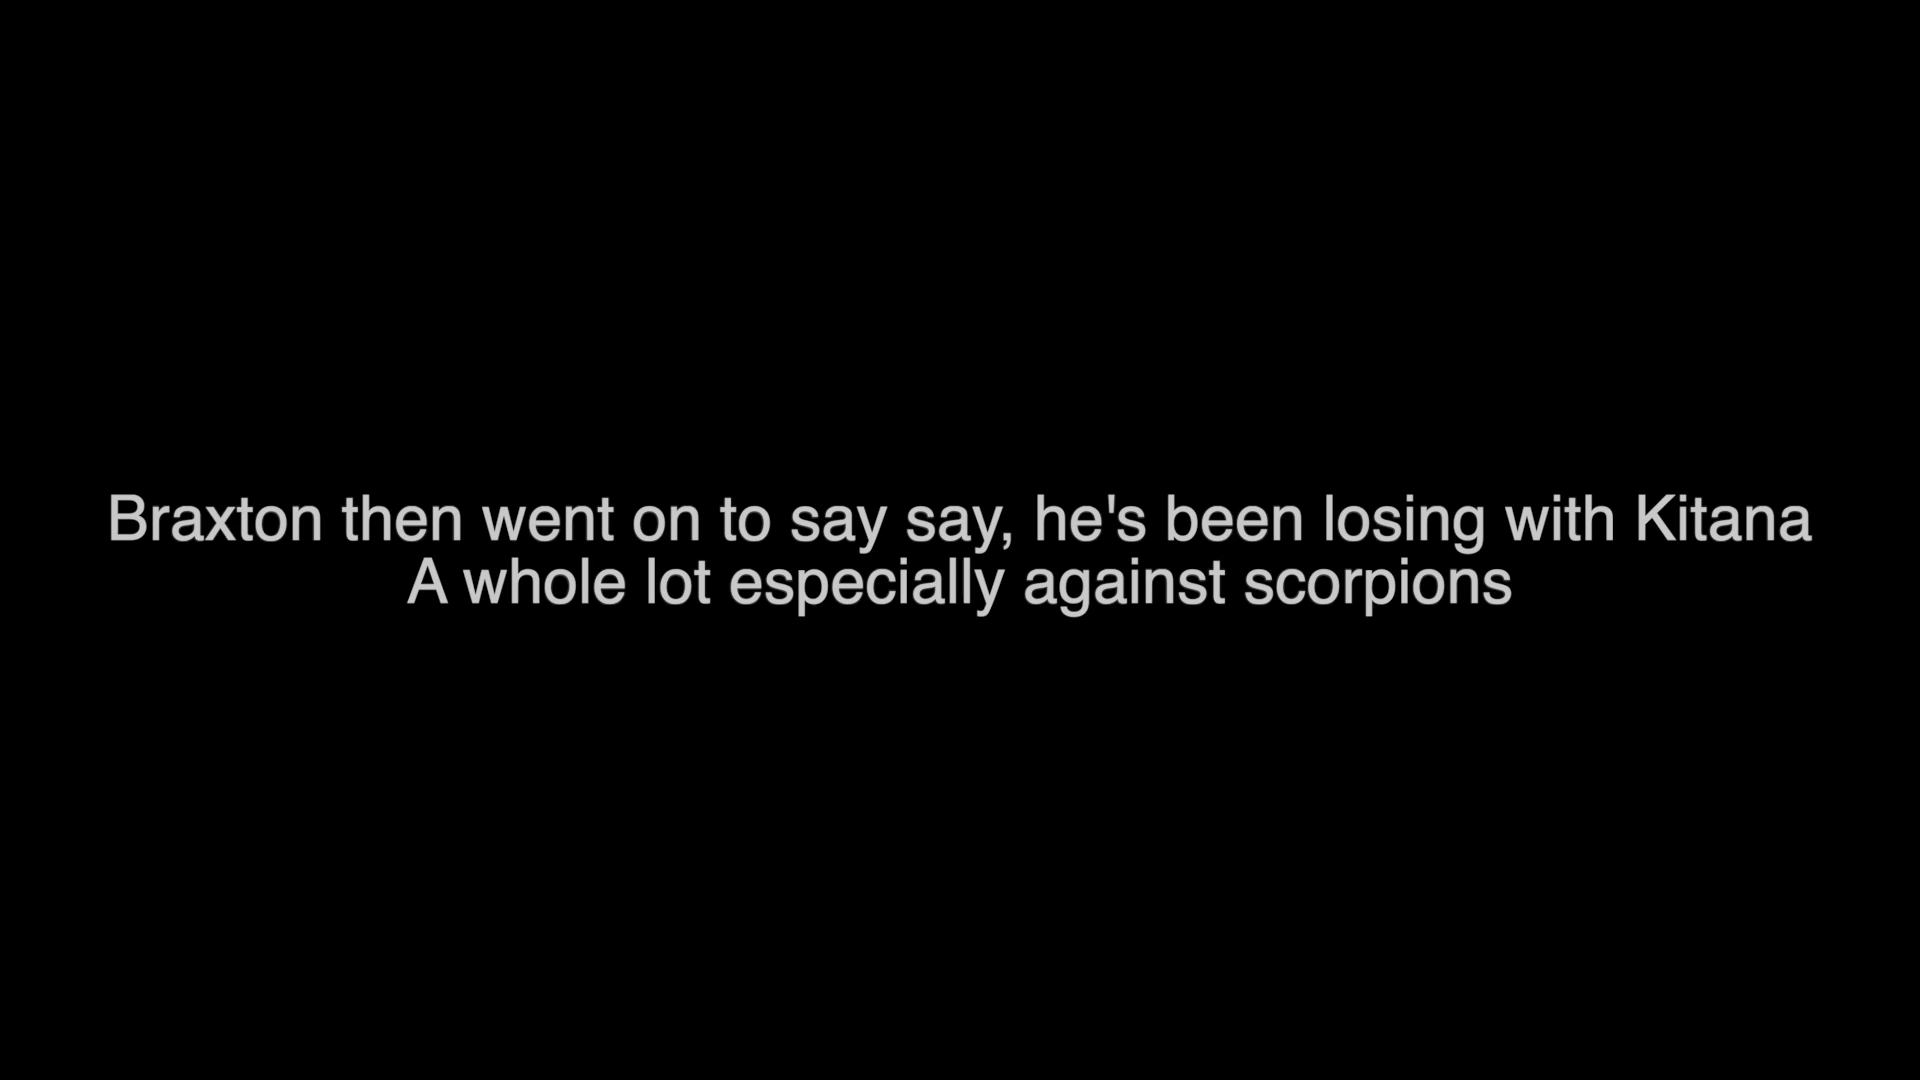 Braxton then went on to say say, he's been losing with Kitana
A whole lot especially against scorpions